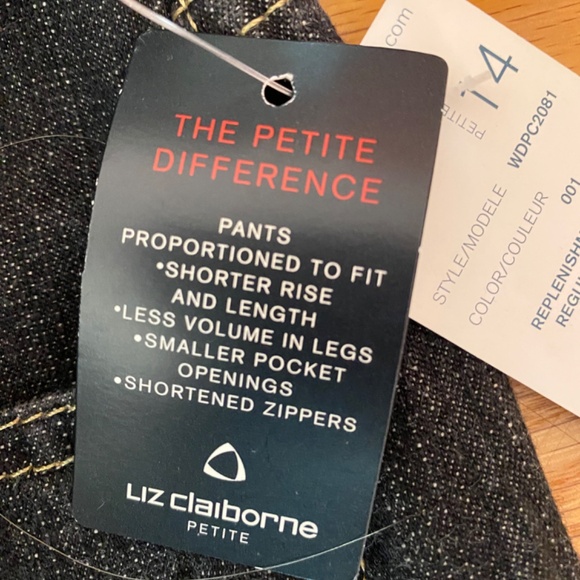 THE PETITE
DIFFERENCE
PANTS
PROPORTIONED TO FIT
•SHORTER RISE
AND LENGTH
•LESS VOLUME IN LEGS
•SMALLER POCKET
OPENINGS
•SHORTENED ZIPPERS
LIZ claiborne
PETITE
.com
14
PETITE
STYLE/MODELE WDPC2081
COLOR/COULEUR 001